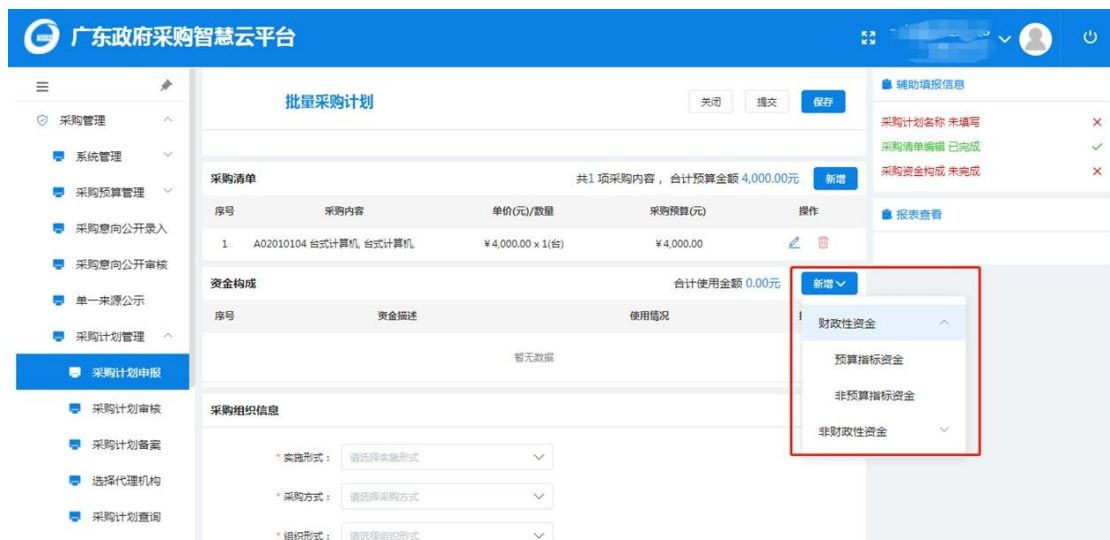 广东政府采购智慧云平台
采购管理
系统管理
采购预算管理
采购意向公开录入
采购意向公开审核
单一来源公示
采购计划管理
采购计划申报
采购计划审核
采购计划备案
选择代理机构
采购计划查询
批量采购计划
关闭 提交 保存
采购清单 共1 项采购内容 ，合计预算金额 4,000.00元 新增
序号 采购内容 单价(元)/数量 采购预算(元) 操作
1 A02010104 台式计算机, 台式计算机, ¥4,000.00 x 1(台) ¥4,000.00
资金构成 合计使用金额 0.00元 新增
序号 资金描述 使用情况
暂无数据
财政性资金
预算指标资金
非预算指标资金
非财政性资金
采购组织信息
* 实施形式： 请选择实施形式
* 采购方式： 请选择采购方式
* 组织形式： 请选择组织形式
辅助填报信息
采购计划名称 未填写
采购清单编辑 已完成
采购资金构成 未完成
报表查看